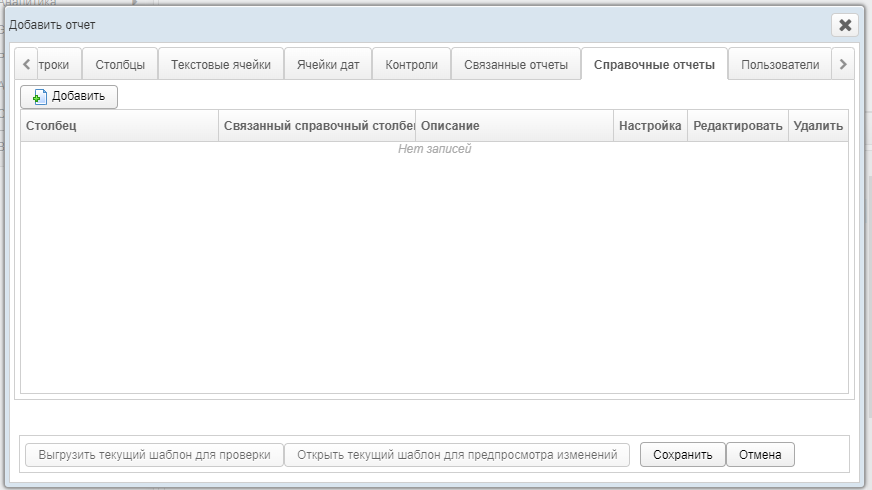 Аналитика
Добавить отчет
троки
Столбцы
Текстовые ячейки
Ячейки дат
Контроли
Связанные отчеты
Справочные отчеты
Пользователи
Добавить
Столбец
Связанный справочный столбе
Описание
Настройка
Редактировать
Удалить
Нет записей
Выгрузить текущий шаблон для проверки
Открыть текущий шаблон для предпросмотра изменений
Сохранить
Отмена